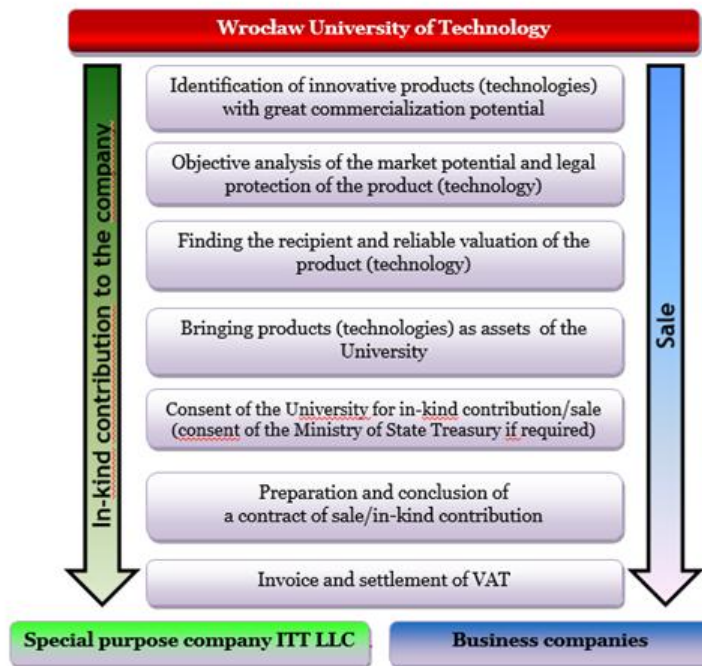 Wrocław University of Technology
In-kind contribution to the company
Identification of innovative products (technologies)
with great commercialization potential
Objective analysis of the market potential and legal
protection of the product (technology)
Finding the recipient and reliable valuation of the
product (technology)
Bringing products (technologies) as assets of the
University
Consent of the University for in-kind contribution/sale
(consent of the Ministry of State Treasury if required)
Preparation and conclusion of
a contract of sale/in-kind contribution
Invoice and settlement of VAT
Sale
Special purpose company ITT LLC
Business companies